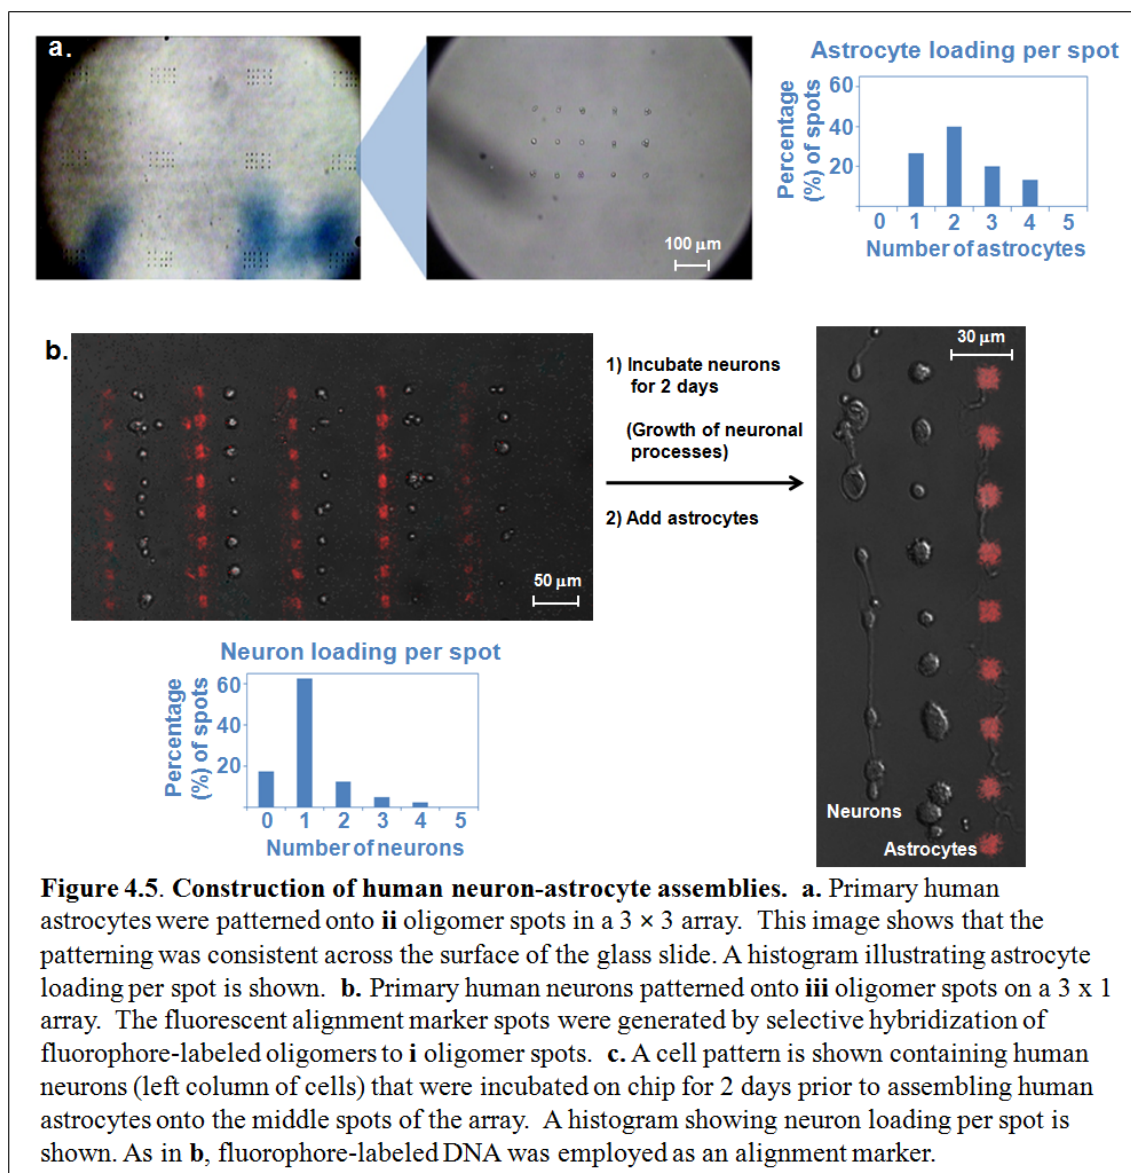 a.
Astrocyte loading per spot
Percentage
(%) of spots
60
40
20
0 1 2 3 4 5
Number of astrocytes
100 µm
b.
50 µm
1) Incubate neurons
for 2 days
(Growth of neuronal
processes)
2) Add astrocytes
30 µm
Neurons
Astrocytes
Neuron loading per spot
Percentage
(%) of spots
60
40
20
0 1 2 3 4 5
Number of neurons
Figure 4.5. Construction of human neuron-astrocyte assemblies. a. Primary human
astrocytes were patterned onto ii oligomer spots in a 3 × 3 array. This image shows that the
patterning was consistent across the surface of the glass slide. A histogram illustrating astrocyte
loading per spot is shown. b. Primary human neurons patterned onto iii oligomer spots on a 3 x 1
array. The fluorescent alignment marker spots were generated by selective hybridization of
fluorophore-labeled oligomers to i oligomer spots. c. A cell pattern is shown containing human
neurons (left column of cells) that were incubated on chip for 2 days prior to assembling human
astrocytes onto the middle spots of the array. A histogram showing neuron loading per spot is
shown. As in b, fluorophore-labeled DNA was employed as an alignment marker.